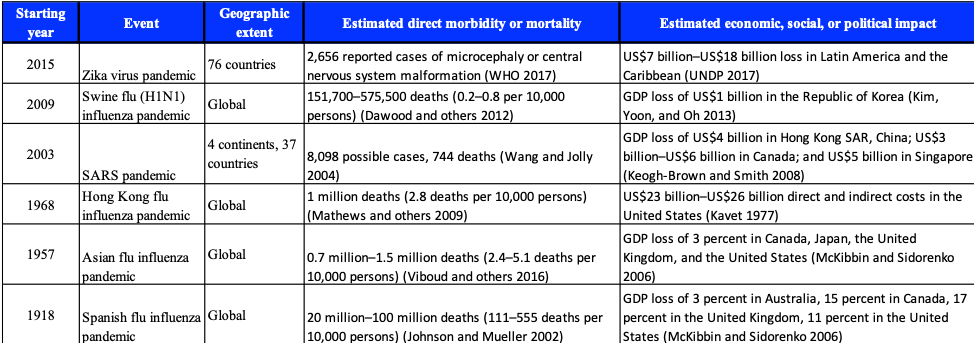 Starting year
Event
Geographic extent
Estimated direct morbidity or mortality
Estimated economic, social, or political impact
2015
Zika virus pandemic
76 countries
2,656 reported cases of microcephaly or central
nervous system malformation (WHO 2017)
US$7 billion–US$18 billion loss in Latin America and the
Caribbean (UNDP 2017)
2009
Swine flu (H1N1)
influenza pandemic
Global
151,700–575,500 deaths (0.2–0.8 per 10,000
persons) (Dawood and others 2012)
GDP loss of US$1 billion in the Republic of Korea (Kim,
Yoon, and Oh 2013)
2003
SARS pandemic
4 continents, 37
countries
8,098 possible cases, 744 deaths (Wang and Jolly
2004)
GDP loss of US$4 billion in Hong Kong SAR, China; US$3
billion–US$6 billion in Canada; and US$5 billion in Singapore
(Keogh-Brown and Smith 2008)
1968
Hong Kong flu
influenza pandemic
Global
1 million deaths (2.8 deaths per 10,000 persons)
(Mathews and others 2009)
US$23 billion–US$26 billion direct and indirect costs in the
United States (Kavet 1977)
1957
Asian flu influenza
pandemic
Global
0.7 million–1.5 million deaths (2.4–5.1 deaths per
10,000 persons) (Viboud and others 2016)
GDP loss of 3 percent in Canada, Japan, the United
Kingdom, and the United States (McKibbin and Sidorenko
2006)
1918
Spanish flu influenza
pandemic
Global
20 million–100 million deaths (111–555 deaths per
10,000 persons) (Johnson and Mueller 2002)
GDP loss of 3 percent in Australia, 15 percent in Canada, 17
percent in the United Kingdom, 11 percent in the United
States (McKibbin and Sidorenko 2006)